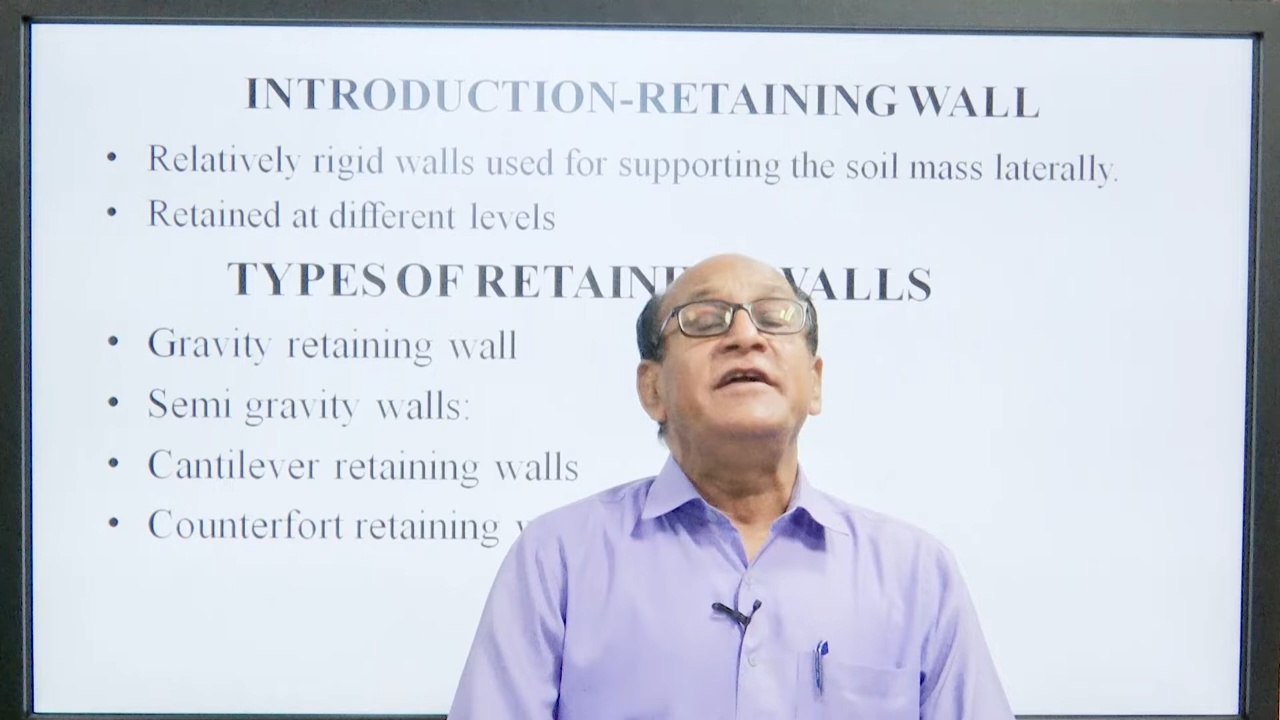 INTRODUCTION-RETAINING WALL
• Relatively rigid walls used for supporting the soil mass laterally.
• Retained at different levels
TYPES OF
• Gravity retaining wall
• Semi gravity walls:
• Cantilever retaining walls
• Counterfort retaining